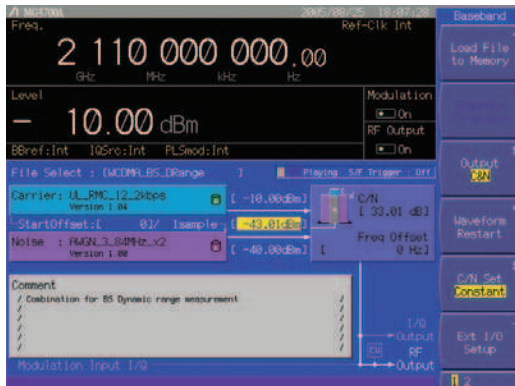 MG3700A 2005/08/25 18:07:28
Freq. Ref-Clk Int
2 110 000 000.00
GHz MHz kHz Hz
Level
- 10.00 dBm
Modulation
On
RF Output
On
BBref:Int IQSrc:Int PLSmod:Int
File Select : [WCDMA_BS_DRange ] Playing S/F Trigger : Off
Carrier: UL_RMC_12_2kbps
Version 1.04
[ -10.00dBm]
C/N
[ 33.01 dB]
StartOffset:[ 0]/ 1sample
[ -43.01dBm]
Noise : AWGN_3_84MHz_x2
Version 1.00
[ -40.00dBm]
Freq Offset
[ 0 Hz]
Comment
/ Combination for BS Dynamic range measurement /
/ /
/ /
/ /
/ /
/ /
I/Q
Output
RF
Output
Modulation Input I/Q
Baseband
Load File
to Memory
Output
C&N
Waveform
Restart
C/N Set
Constant
Ext I/O
Setup
1 2